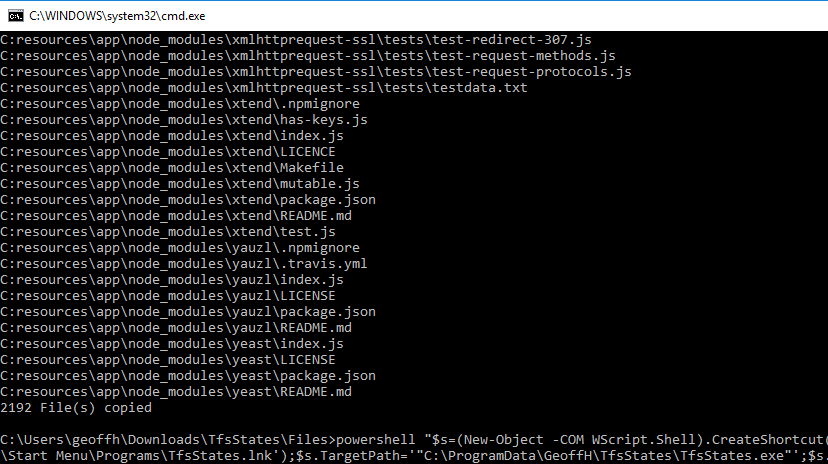 C:\WINDOWS\system32\cmd.exe
C:resources\app\node_modules\xmlhttprequest-ssl\tests\test-redirect-307.js
C:resources\app\node_modules\xmlhttprequest-ssl\tests\test-request-methods.js
C:resources\app\node_modules\xmlhttprequest-ssl\tests\test-request-protocols.js
C:resources\app\node_modules\xmlhttprequest-ssl\tests\testdata.txt
C:resources\app\node_modules\xtend\.npmignore
C:resources\app\node_modules\xtend\has-keys.js
C:resources\app\node_modules\xtend\index.js
C:resources\app\node_modules\xtend\LICENCE
C:resources\app\node_modules\xtend\Makefile
C:resources\app\node_modules\xtend\mutable.js
C:resources\app\node_modules\xtend\package.json
C:resources\app\node_modules\xtend\README.md
C:resources\app\node_modules\xtend\test.js
C:resources\app\node_modules\yauzl\.npmignore
C:resources\app\node_modules\yauzl\.travis.yml
C:resources\app\node_modules\yauzl\index.js
C:resources\app\node_modules\yauzl\LICENSE
C:resources\app\node_modules\yauzl\package.json
C:resources\app\node_modules\yauzl\README.md
C:resources\app\node_modules\yeast\index.js
C:resources\app\node_modules\yeast\LICENSE
C:resources\app\node_modules\yeast\package.json
C:resources\app\node_modules\yeast\README.md
2192 File(s) copied
C:\Users\geoffh\Downloads\TfsStates\Files>powershell "$s=(New-Object -COM WScript.Shell).CreateShortcut(
\Start Menu\Programs\TfsStates.lnk');$s.TargetPath='"C:\ProgramData\GeoffH\TfsStates\TfsStates.exe"';$s.